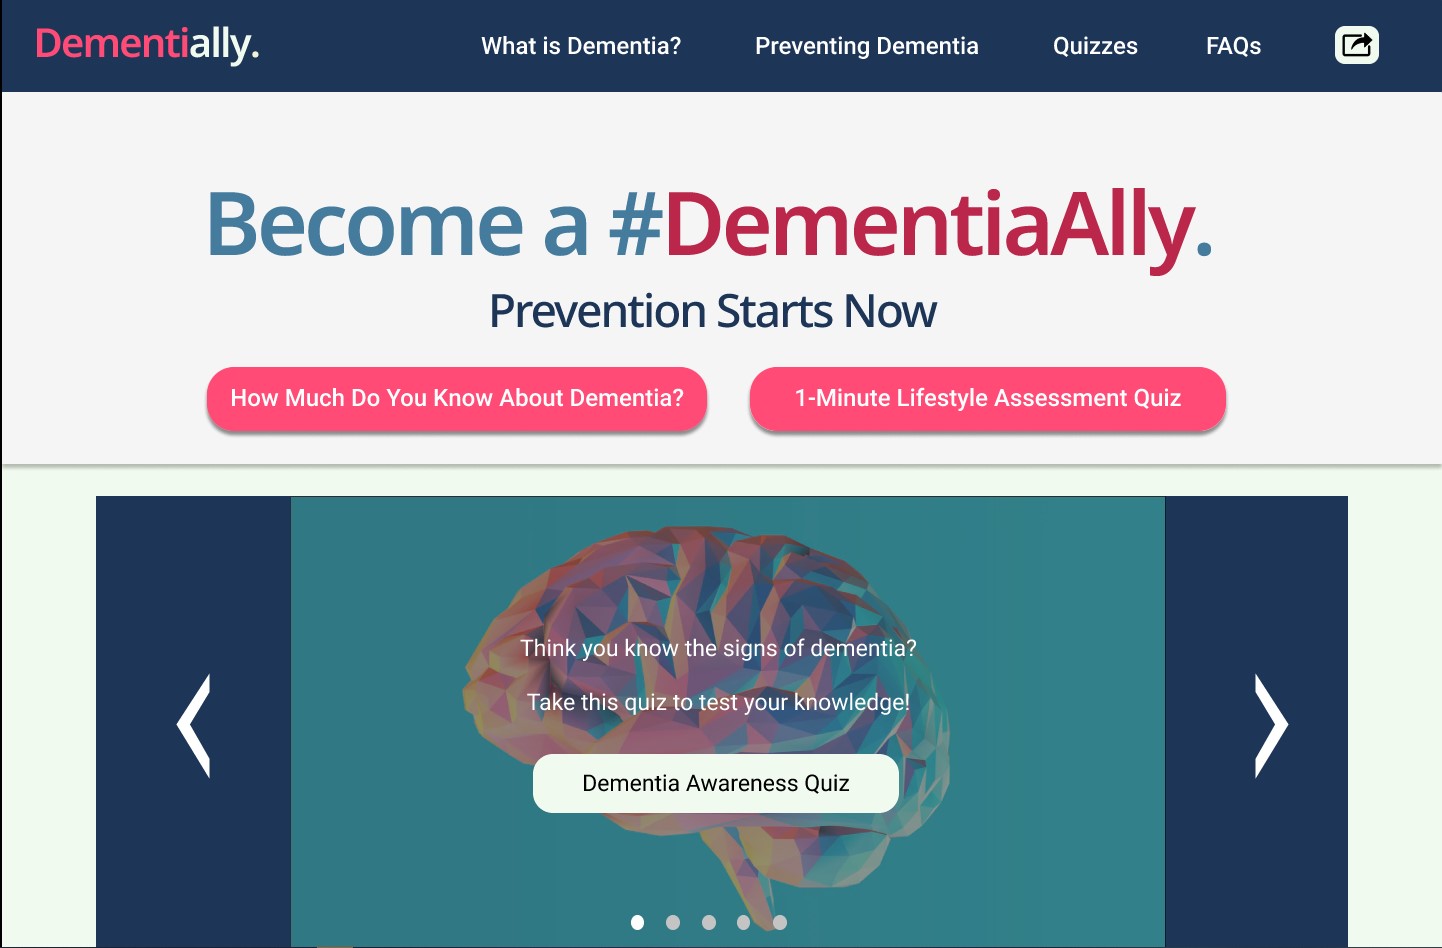 Dementially.
What is Dementia?
Preventing Dementia
Quizzes
FAQs
Become a #DementiaAlly.
Prevention Starts Now
How Much Do You Know About Dementia?
1-Minute Lifestyle Assessment Quiz
Think you know the signs of dementia?
Take this quiz to test your knowledge!
Dementia Awareness Quiz